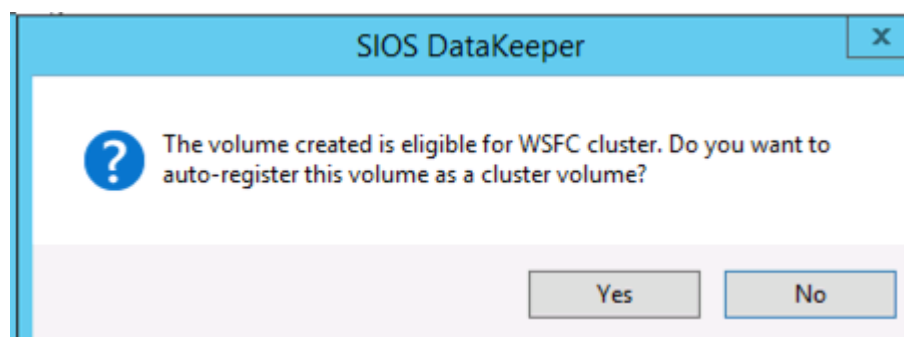 SIOS DataKeeper
x
?
The volume created is eligible for WSFC cluster. Do you want to
auto-register this volume as a cluster volume?
Yes
No